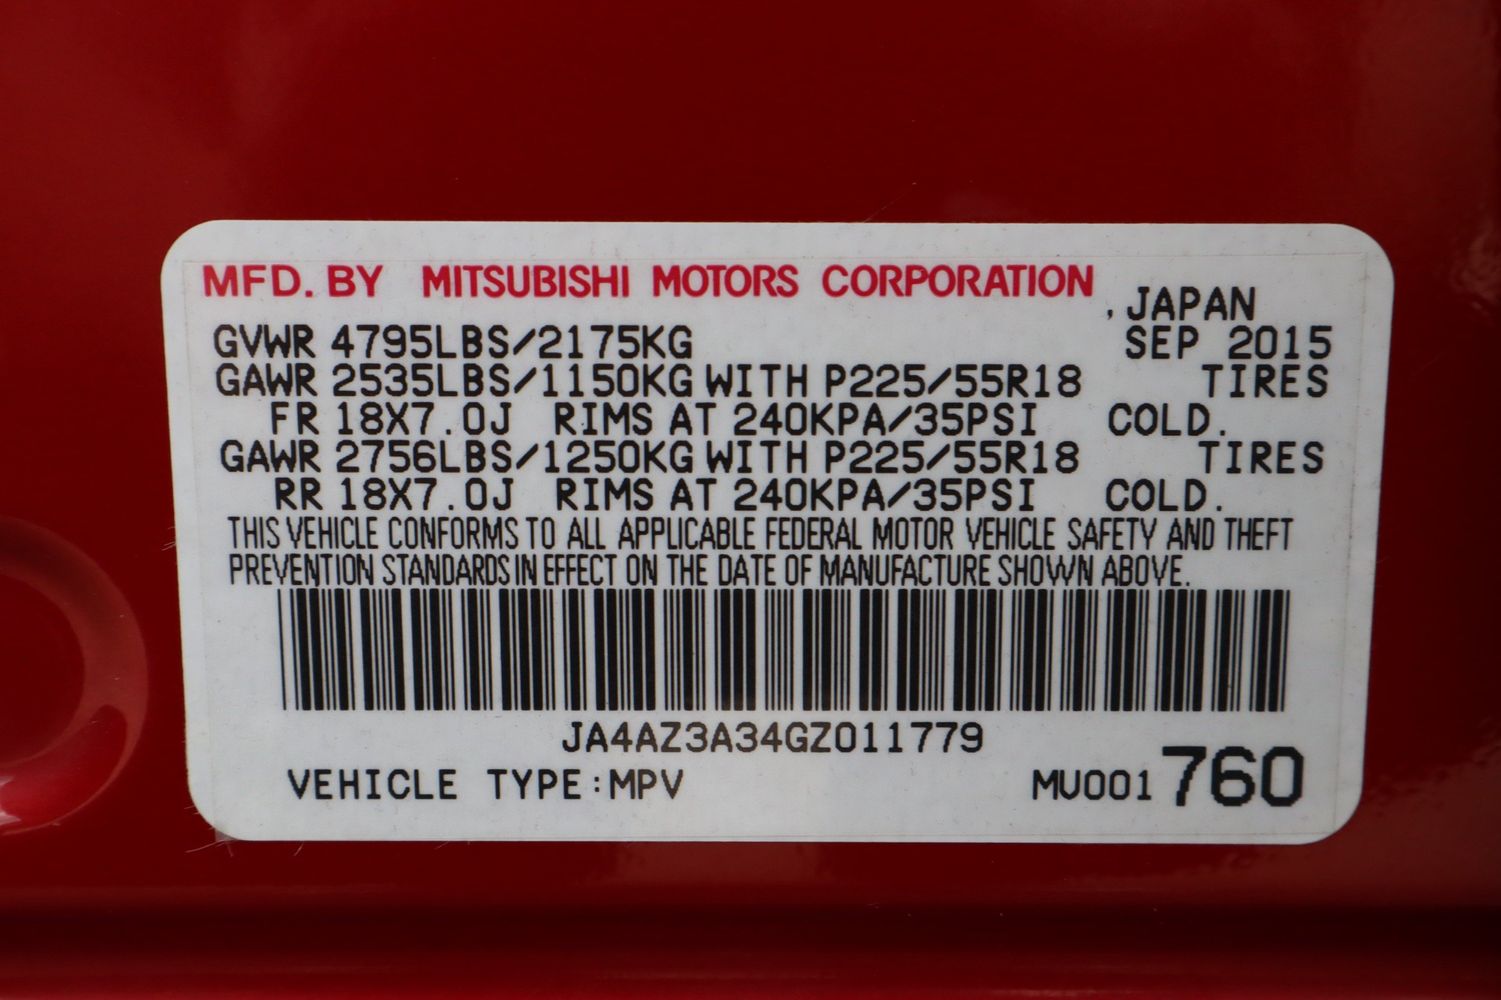 MFD. BY MITSUBISHI MOTORS CORPORATION , JAPAN
GVWR 4795LBS/2175KG SEP 2015
GAWR 2535LBS/1150KG WITH P225/55R18 TIRES
FR 18X7.0J RIMS AT 240KPA/35PSI COLD.
GAWR 2756LBS/1250KG WITH P225/55R18 TIRES
RR 18X7.0J RIMS AT 240KPA/35PSI COLD.
THIS VEHICLE CONFORMS TO ALL APPLICABLE FEDERAL MOTOR VEHICLE SAFETY AND THEFT
PREVENTION STANDARDS IN EFFECT ON THE DATE OF MANUFACTURE SHOWN ABOVE.
JA4AZ3A34GZ011779
VEHICLE TYPE:MPV MU001 760